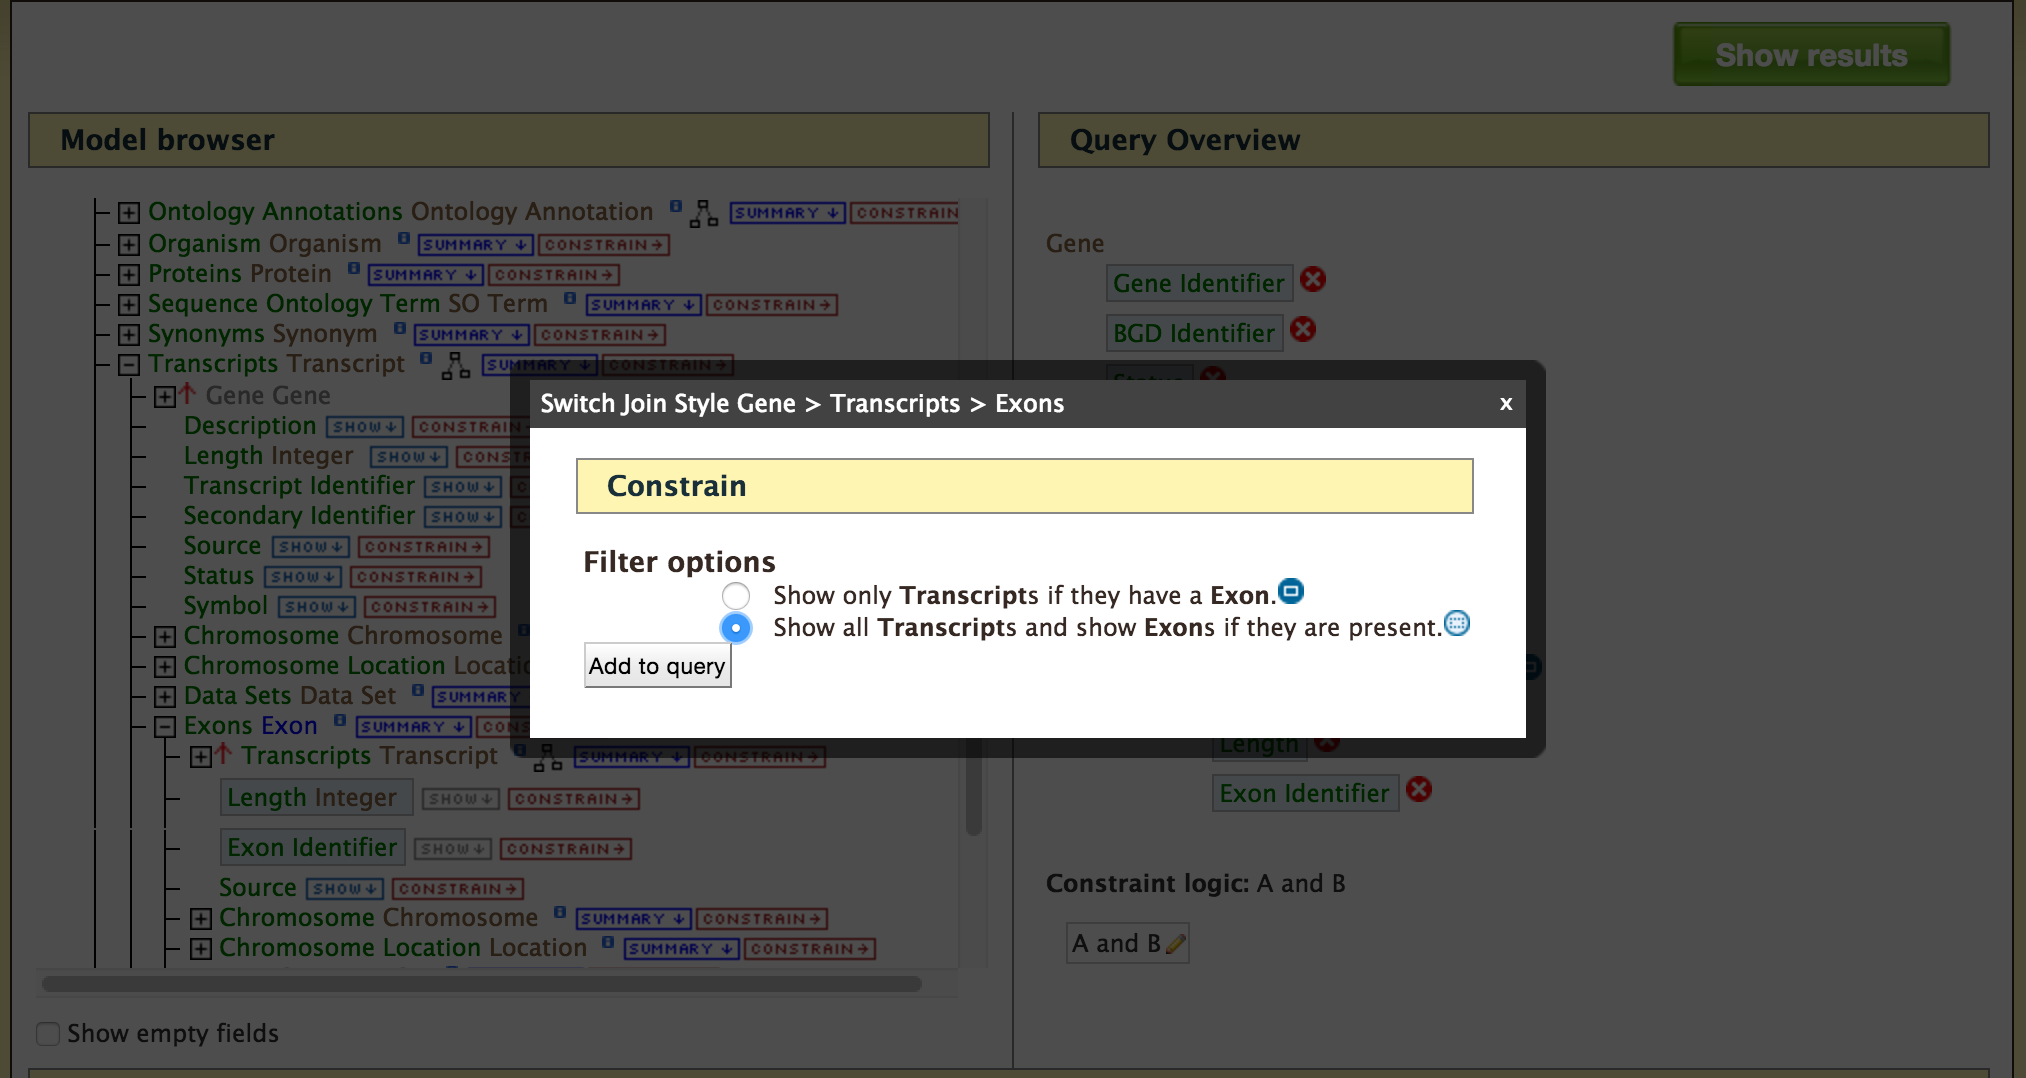 Show results
Model browser
Query Overview
Ontology Annotations Ontology Annotation SUMMARY CONSTRAIN
Organism Organism SUMMARY CONSTRAIN
Proteins Protein SUMMARY CONSTRAIN
Sequence Ontology Term SO Term SUMMARY CONSTRAIN
Synonyms Synonym SUMMARY CONSTRAIN
Transcripts Transcript SUMMARY CONSTRAIN
Gene Gene
Description SHOW CONSTRAIN
Length Integer SHOW
Transcript Identifier SHOW
Secondary Identifier SHOW
Source SHOW CONSTRAIN
Status SHOW CONSTRAIN
Symbol SHOW CONSTRAIN
Chromosome Chromosome
Chromosome Location
Data Sets Data Set SUMMARY
Exons Exon SUMMARY
Transcripts Transcript SUMMARY CONSTRAIN
Length Integer SHOW CONSTRAIN
Exon Identifier SHOW CONSTRAIN
Source SHOW CONSTRAIN
Chromosome Chromosome SUMMARY CONSTRAIN
Chromosome Location Location SUMMARY CONSTRAIN
Show empty fields
Gene
Gene Identifier
BGD Identifier
Status
Switch Join Style Gene > Transcripts > Exons x
Constrain
Filter options
Show only Transcripts if they have a Exon.
Show all Transcripts and show Exons if they are present.
Add to query
Length
Exon Identifier
Constraint logic: A and B
A and B